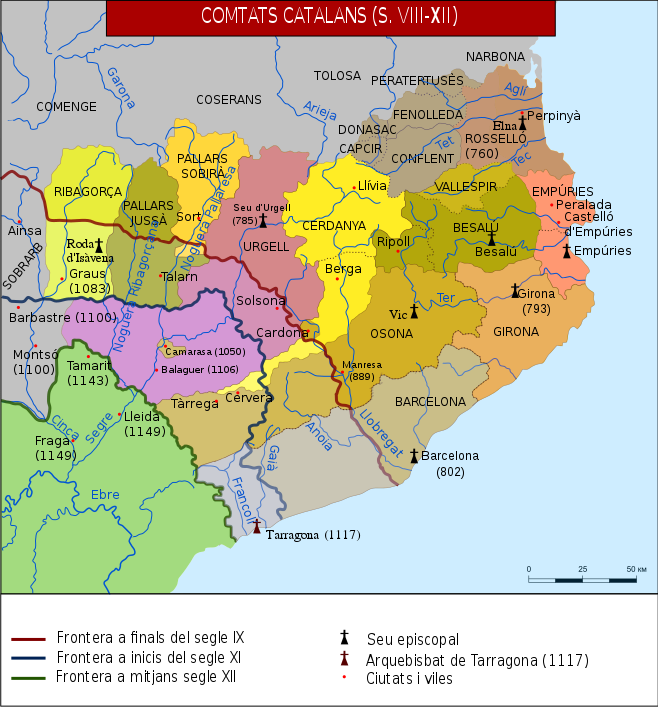 COMTATS CATALANS (S. VIII-XII)
NARBONA
TOLOSA
PERATERTUSÈS
Garona
COSERANS
COMENGE
Arieja
Aglí
FENOLLEDA
Perpinyà
Elna
DONASAC
ROSSELLÓ
(760)
CAPCIR
Tet
CONFLENT
Tec
PALLARS
SOBIRÀ
RIBAGORÇA
Llívia
VALLESPIR
EMPÚRIES
PALLARS
JUSSÀ
Noguera Pallaresa
Seu d'Urgell
(785)
Peralada
Sort
Castelló
d'Empúries
Ainsa
CERDANYA
BESALÚ
SOBRARB
Roda
d'Isàvena
URGELL
Ripoll
Besalú
Empúries
Noguera Ribagorçana
Graus
(1083)
Talarn
Berga
Girona
(793)
Solsona
Ter
Barbastre (1100)
Vic
Cardona
OSONA
GIRONA
Montsó
(1100)
Camarasa (1050)
Tamarit
(1143)
Balaguer (1106)
Manresa
(889)
Tàrrega
Cervera
BARCELONA
Lleida
(1149)
Cinca
Segre
Llobregat
Anoia
Fraga
(1149)
Gaià
Barcelona
(802)
Ebre
Francolí
Tarragona (1117)
0 25 50 KM
Frontera a finals del segle IX
Frontera a inicis del segle XI
Frontera a mitjans segle XII
Seu episcopal
Arquebisbat de Tarragona (1117)
Ciutats i viles